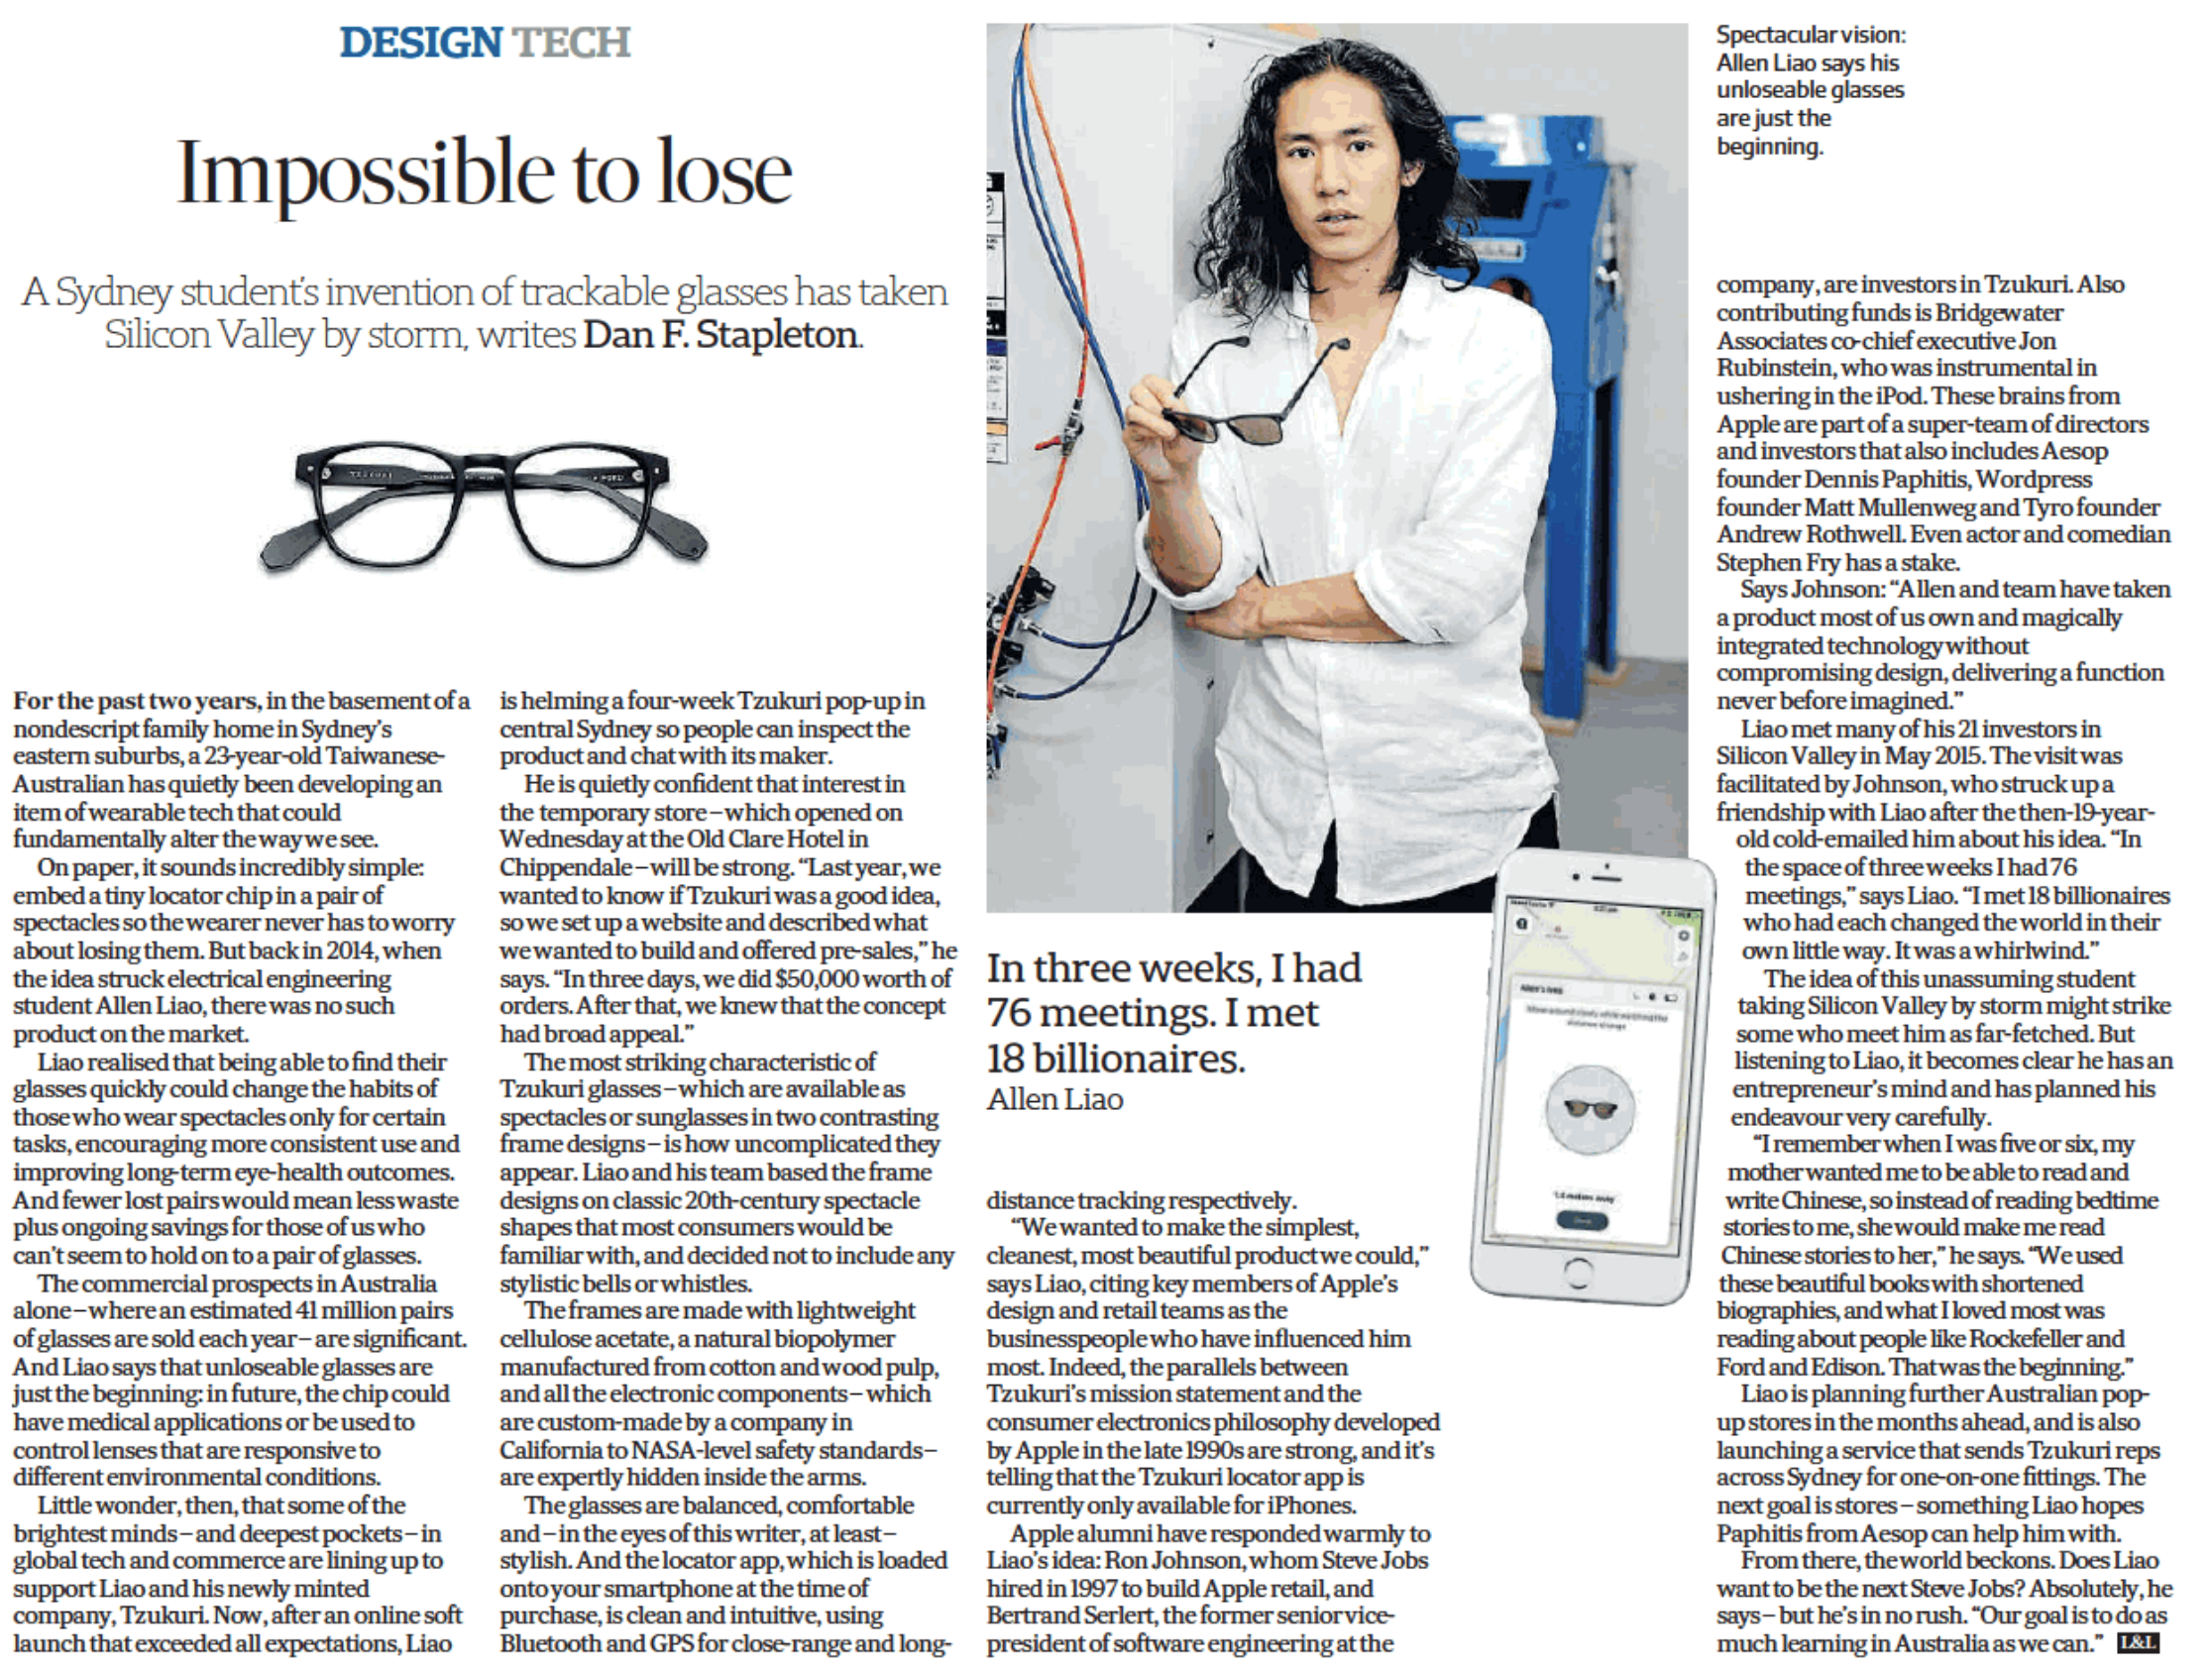 DESIGN TECH
Impossible to lose
A Sydney student's invention of trackable glasses has taken
Silicon Valley by storm, writes Dan F. Stapleton.
For the past two years, in the basement of a
nondescript family home in Sydney's
eastern suburbs, a 23-year-old Taiwanese-
Australian has quietly been developing an
item of wearable tech that could
fundamentally alter the way we see.
On paper, it sounds incredibly simple:
embed a tiny locator chip in a pair of
spectacles so the wearer never has to worry
about losing them. But back in 2014, when
the idea struck electrical engineering
student Allen Liao, there was no such
product on the market.
Liao realised that being able to find their
glasses quickly could change the habits of
those who wear spectacles only for certain
tasks, encouraging more consistent use and
improving long-term eye-health outcomes.
And fewer lost pairs would mean less waste
plus ongoing savings for those of us who
can't seem to hold on to a pair of glasses.
The commercial prospects in Australia
alone – where an estimated 41 million pairs
of glasses are sold each year – are significant.
And Liao says that unloseable glasses are
just the beginning: in future, the chip could
have medical applications or be used to
control lenses that are responsive to
different environmental conditions.
Little wonder, then, that some of the
brightest minds – and deepest pockets – in
global tech and commerce are lining up to
support Liao and his newly minted
company, Tzukuri. Now, after an online soft
launch that exceeded all expectations, Liao
is helming a four-week Tzukuri pop-up in
central Sydney so people can inspect the
product and chat with its maker.
He is quietly confident that interest in
the temporary store – which opened on
Wednesday at the Old Clare Hotel in
Chippendale – will be strong. “Last year, we
wanted to know if Tzukuri was a good idea,
so we set up a website and described what
we wanted to build and offered pre-sales,” he
says. “In three days, we did $50,000 worth of
orders. After that, we knew that the concept
had broad appeal.”
The most striking characteristic of
Tzukuri glasses – which are available as
spectacles or sunglasses in two contrasting
frame designs – is how uncomplicated they
appear. Liao and his team based the frame
designs on classic 20th-century spectacle
shapes that most consumers would be
familiar with, and decided not to include any
stylistic bells or whistles.
The frames are made with lightweight
cellulose acetate, a natural biopolymer
manufactured from cotton and wood pulp,
and all the electronic components – which
are custom-made by a company in
California to NASA-level safety standards –
are expertly hidden inside the arms.
The glasses are balanced, comfortable
and – in the eyes of this writer, at least –
stylish. And the locator app, which is loaded
onto your smartphone at the time of
purchase, is clean and intuitive, using
Bluetooth and GPS for close-range and long-
In three weeks, I had
76 meetings. I met
18 billionaires.
Allen Liao
distance tracking respectively.
“We wanted to make the simplest,
cleanest, most beautiful product we could,”
says Liao, citing key members of Apple's
design and retail teams as the
businesspeople who have influenced him
most. Indeed, the parallels between
Tzukuri's mission statement and the
consumer electronics philosophy developed
by Apple in the late 1990s are strong, and it's
telling that the Tzukuri locator app is
currently only available for iPhones.
Apple alumni have responded warmly to
Liao's idea: Ron Johnson, whom Steve Jobs
hired in 1997 to build Apple retail, and
Bertrand Serlert, the former senior vice-
president of software engineering at the
Spectacular vision:
Allen Liao says his
unloseable glasses
are just the
beginning.
company, are investors in Tzukuri. Also
contributing funds is Bridgewater
Associates co-chief executive Jon
Rubinstein, who was instrumental in
ushering in the iPod. These brains from
Apple are part of a super-team of directors
and investors that also includes Aesop
founder Dennis Paphitis, Wordpress
founder Matt Mullenweg and Tyro founder
Andrew Rothwell. Even actor and comedian
Stephen Fry has a stake.
Says Johnson: “Allen and team have taken
a product most of us own and magically
integrated technology without
compromising design, delivering a function
never before imagined.”
Liao met many of his 21 investors in
Silicon Valley in May 2015. The visit was
facilitated by Johnson, who struck up a
friendship with Liao after the then-19-year-
old cold-emailed him about his idea. “In
the space of three weeks I had 76
meetings,” says Liao. “I met 18 billionaires
who had each changed the world in their
own little way. It was a whirlwind.”
The idea of this unassuming student
taking Silicon Valley by storm might strike
some who meet him as far-fetched. But
listening to Liao, it becomes clear he has an
entrepreneur's mind and has planned his
endeavour very carefully.
“I remember when I was five or six, my
mother wanted me to be able to read and
write Chinese, so instead of reading bedtime
stories to me, she would make me read
Chinese stories to her,” he says. “We used
these beautiful books with shortened
biographies, and what I loved most was
reading about people like Rockefeller and
Ford and Edison. That was the beginning.”
Liao is planning further Australian pop-
up stores in the months ahead, and is also
launching a service that sends Tzukuri reps
across Sydney for one-on-one fittings. The
next goal is stores – something Liao hopes
Paphitis from Aesop can help him with.
From there, the world beckons. Does Liao
want to be the next Steve Jobs? Absolutely, he
says – but he's in no rush. “Our goal is to do as
much learning in Australia as we can.” L&L